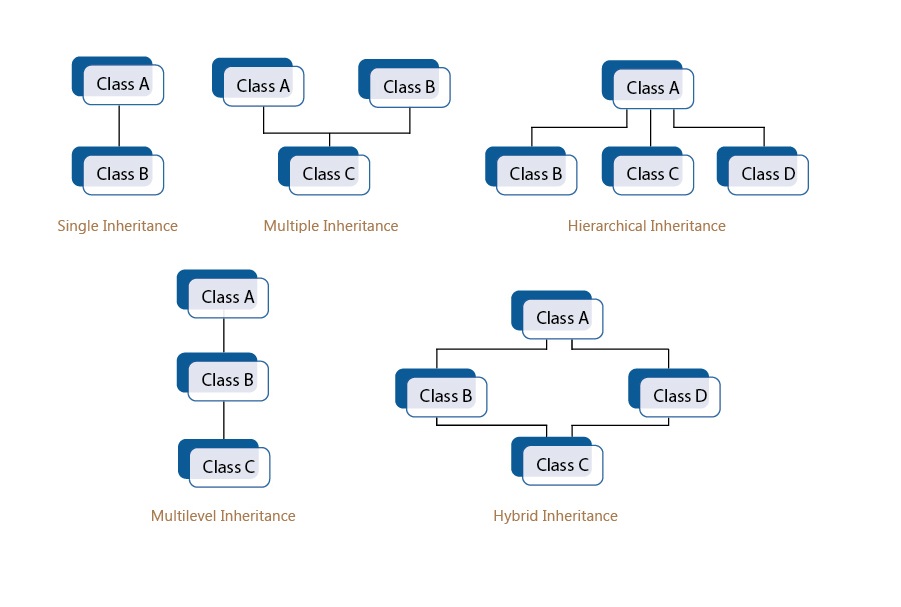 Class A
Class B
Single Inheritance
Class A
Class B
Class C
Multiple Inheritance
Class A
Class B
Class C
Class D
Hierarchical Inheritance
Class A
Class B
Class C
Multilevel Inheritance
Class A
Class B
Class D
Class C
Hybrid Inheritance